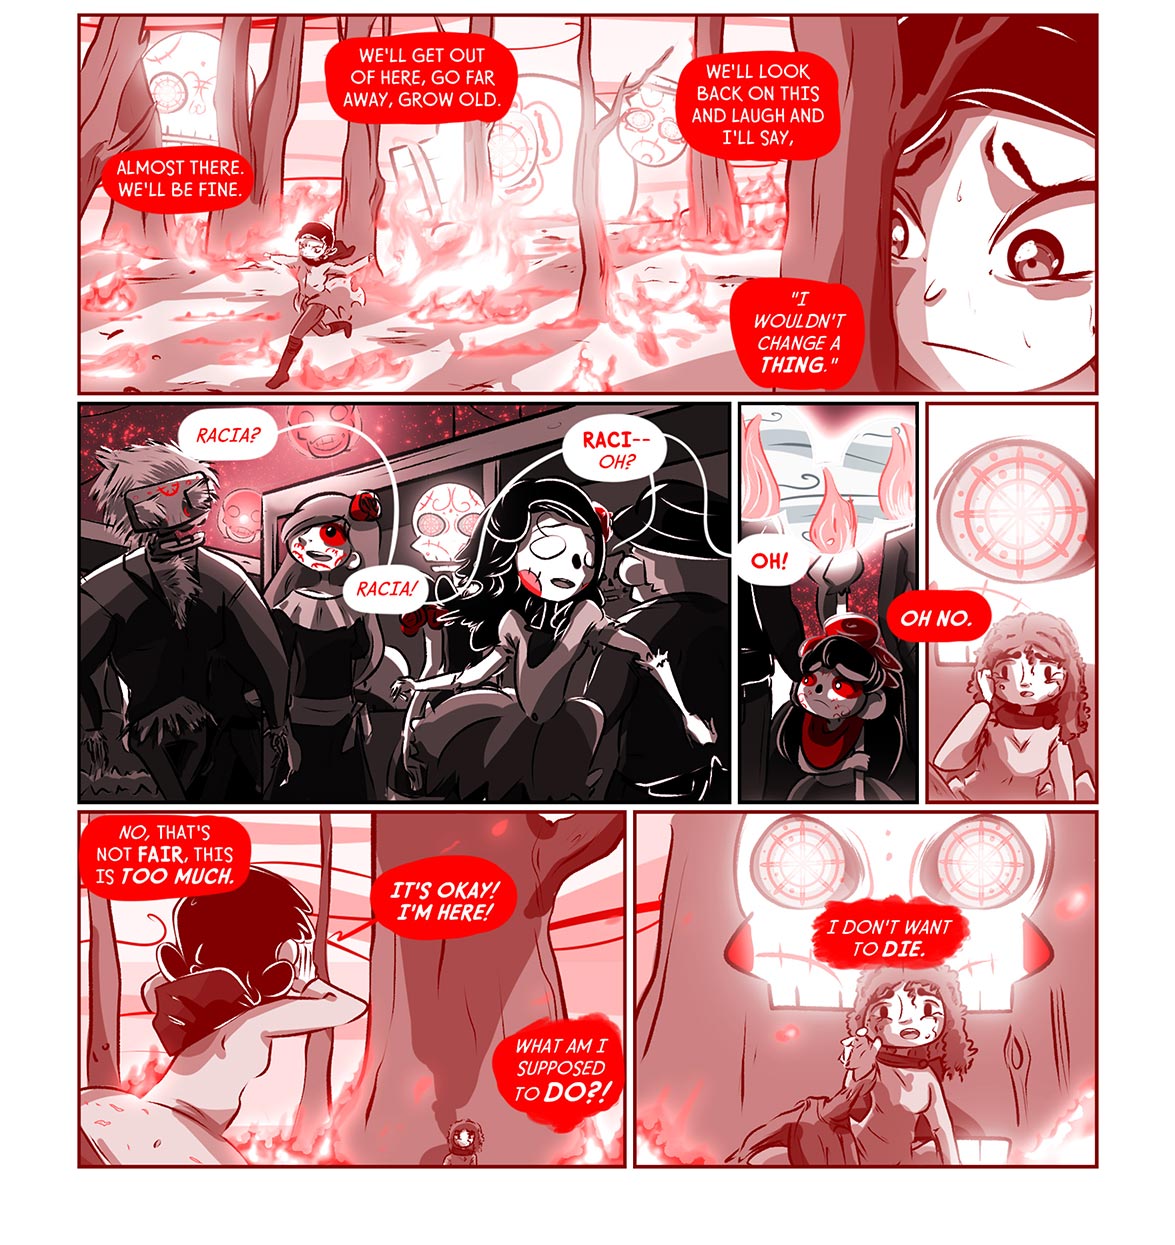 ALMOST THERE.
WE'LL BE FINE.
WE'LL GET OUT
OF HERE, GO FAR
AWAY, GROW OLD.
WE'LL LOOK
BACK ON THIS
AND LAUGH AND
I'LL SAY,
"I
WOULDN'T
CHANGE A
THING."
RACIA?
RACIA!
RACI--
OH?
OH!
OH NO.
NO, THAT'S
NOT FAIR, THIS
IS TOO MUCH.
IT'S OKAY!
I'M HERE!
WHAT AM I
SUPPOSED
TO DO?!
I DON'T WANT
TO DIE.